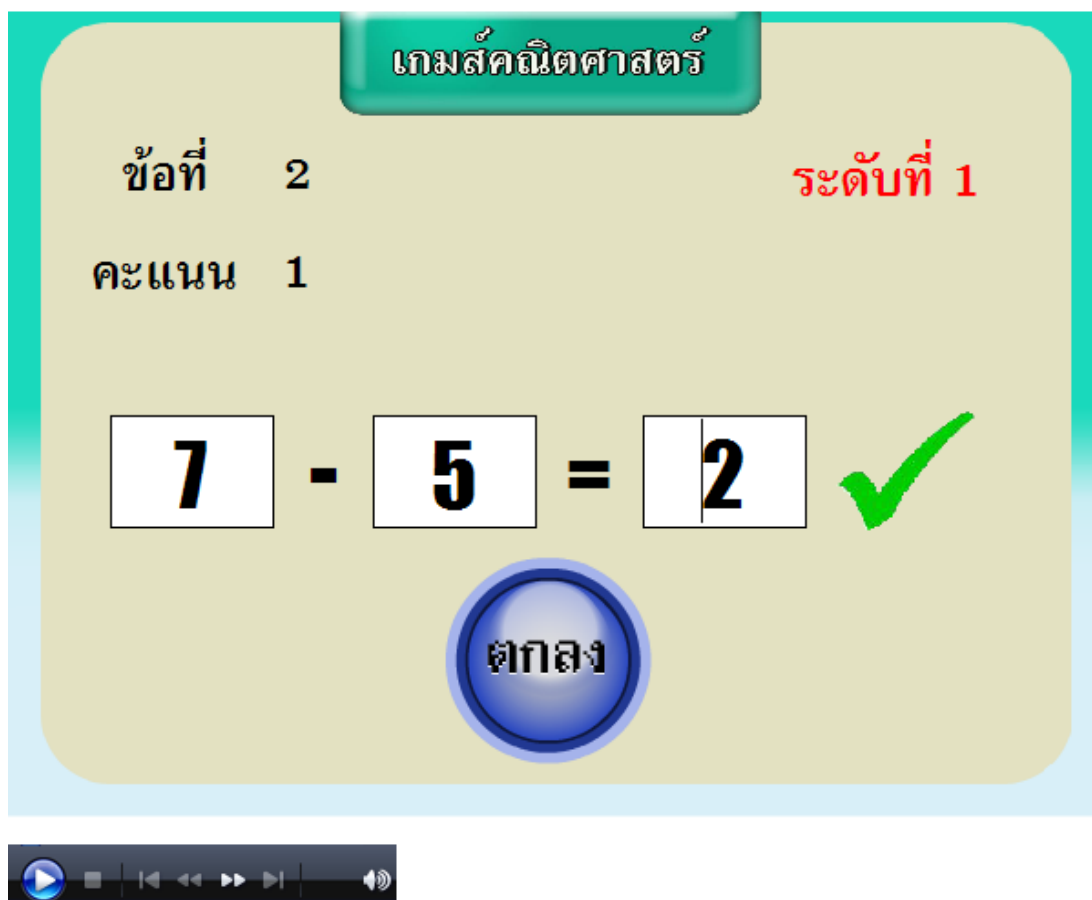 เกมส์คณิตศาสตร์
ข้อที่ 2 ระดับที่ 1
คะแนน 1
7 - 5 = 2
ตกลง